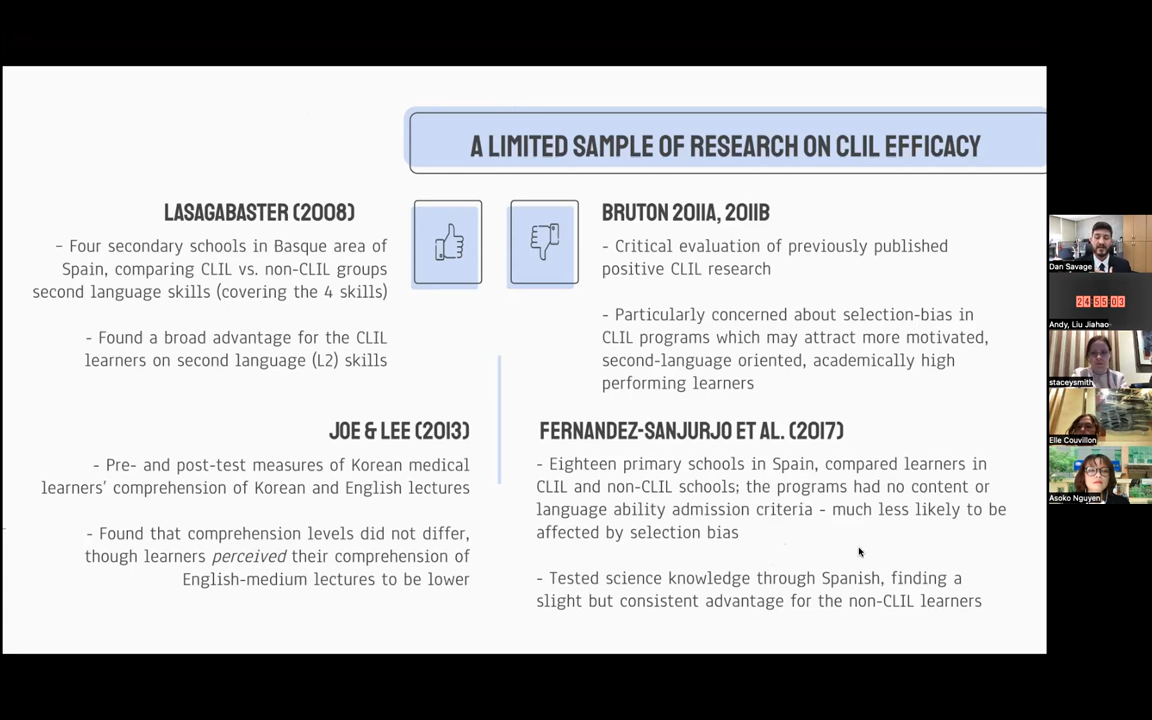 A LIMITED SAMPLE OF RESEARCH ON CLIL EFFICACY
LASAGABASTER (2008)
- Four secondary schools in Basque area of
Spain, comparing CLIL vs. non-CLIL groups
second language skills (covering the 4 skills)
- Found a broad advantage for the CLIL
learners on second language (L2) skills
JOE & LEE (2013)
- Pre- and post-test measures of Korean medical
learners' comprehension of Korean and English lectures
- Found that comprehension levels did not differ,
though learners perceived their comprehension of
English-medium lectures to be lower
BRUTON 2011A, 2011B
- Critical evaluation of previously published
positive CLIL research
- Particularly concerned about selection-bias in
CLIL programs which may attract more motivated,
second-language oriented, academically high
performing learners
FERNANDEZ-SANJURJO ET AL. (2017)
- Eighteen primary schools in Spain, compared learners in
CLIL and non-CLIL schools; the programs had no content or
language ability admission criteria - much less likely to be
affected by selection bias
- Tested science knowledge through Spanish, finding a
slight but consistent advantage for the non-CLIL learners
Dan Savage
24:55:03
Andy, Liu Jiahao
staceysmith
Elle Couvillon
Asoko Nguyen